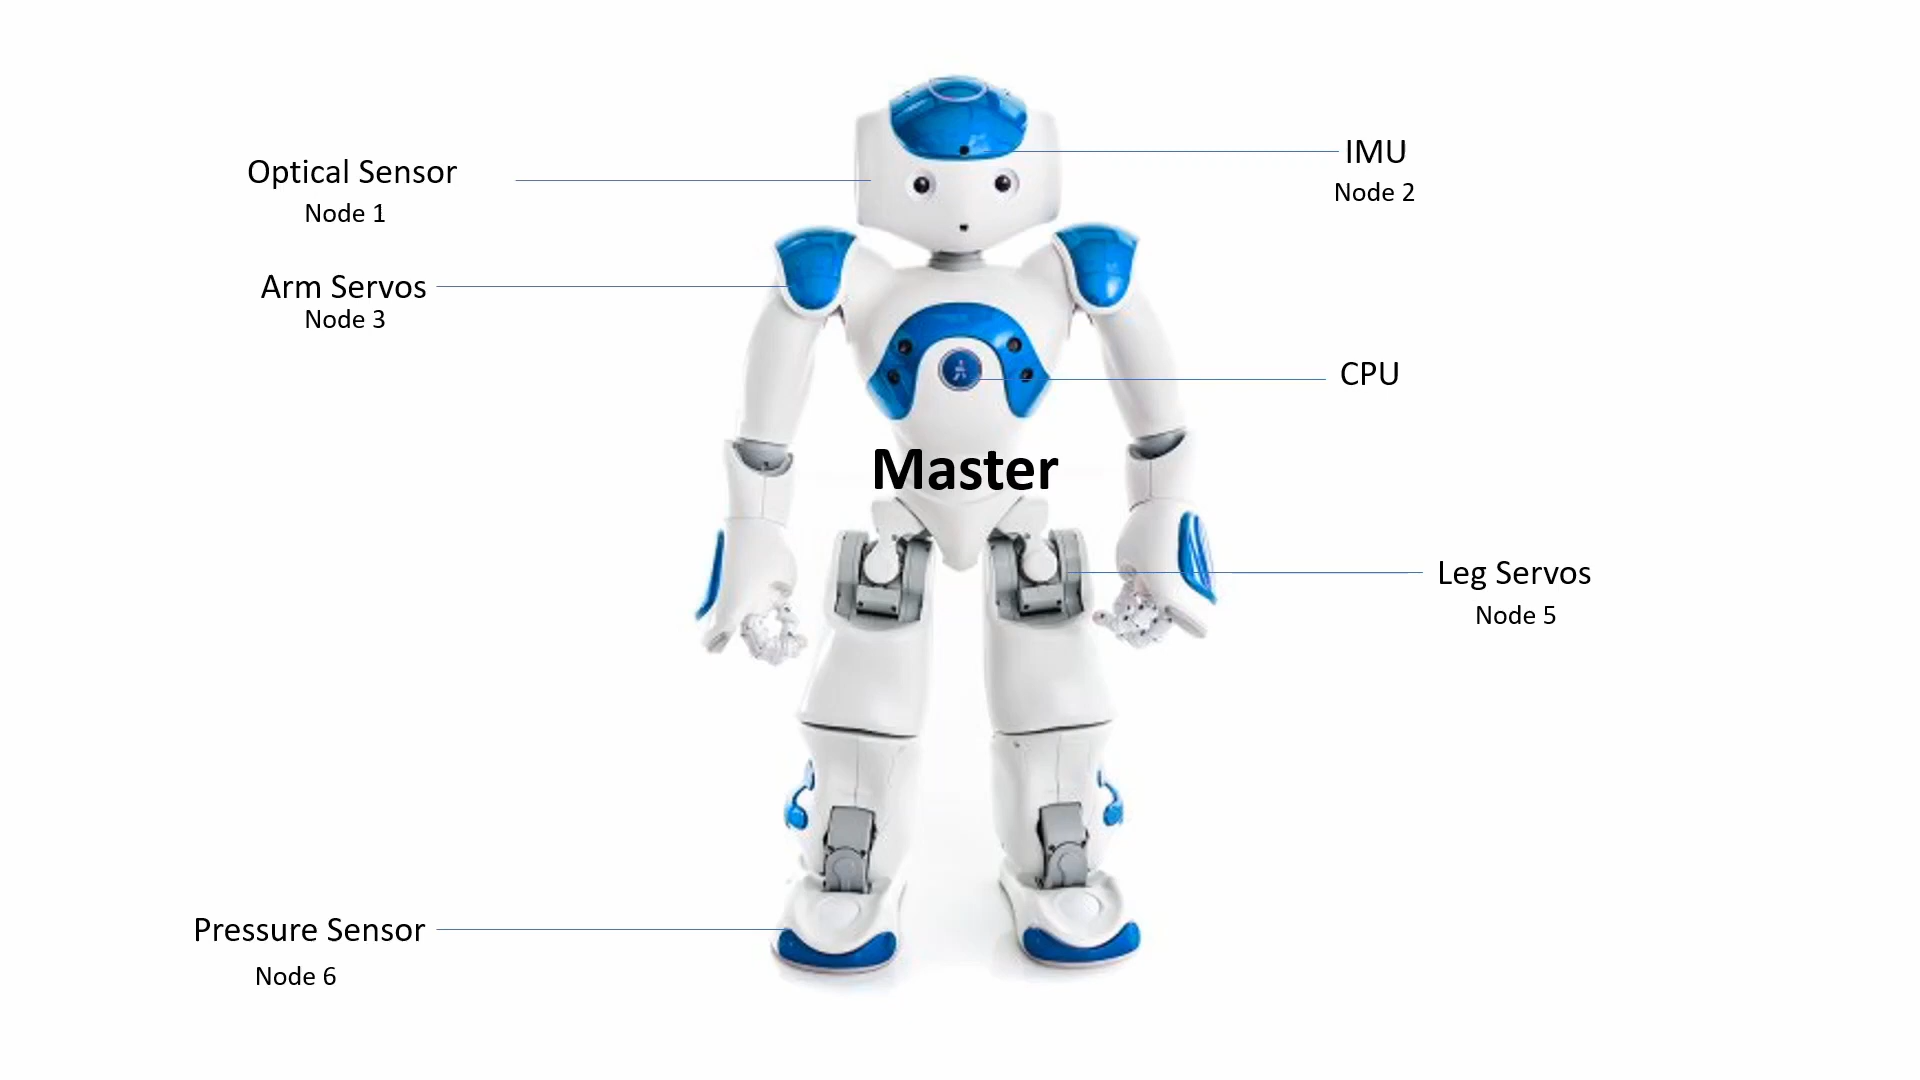 Optical Sensor
Node 1
IMU
Node 2
Arm Servos
Node 3
CPU
Master
Leg Servos
Node 5
Pressure Sensor
Node 6